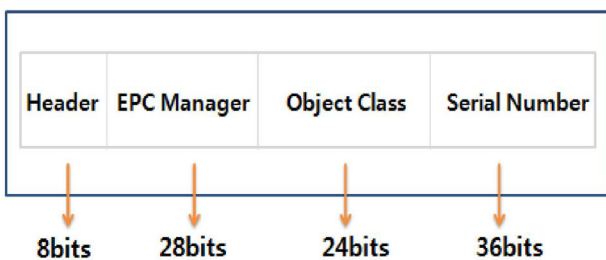 Header EPC Manager Object Class Serial Number
8bits 28bits 24bits 36bits